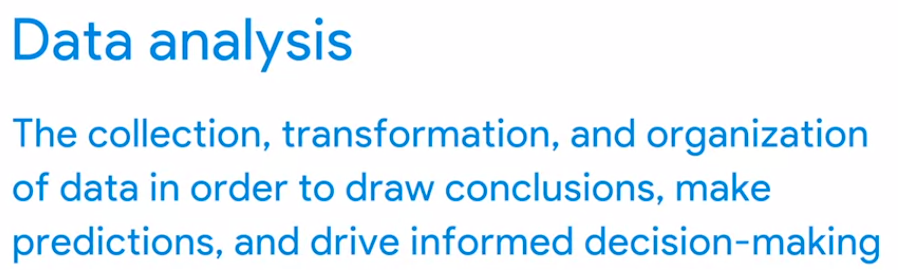 Data analysis
The collection, transformation, and organization
of data in order to draw conclusions, make
predictions, and drive informed decision-making